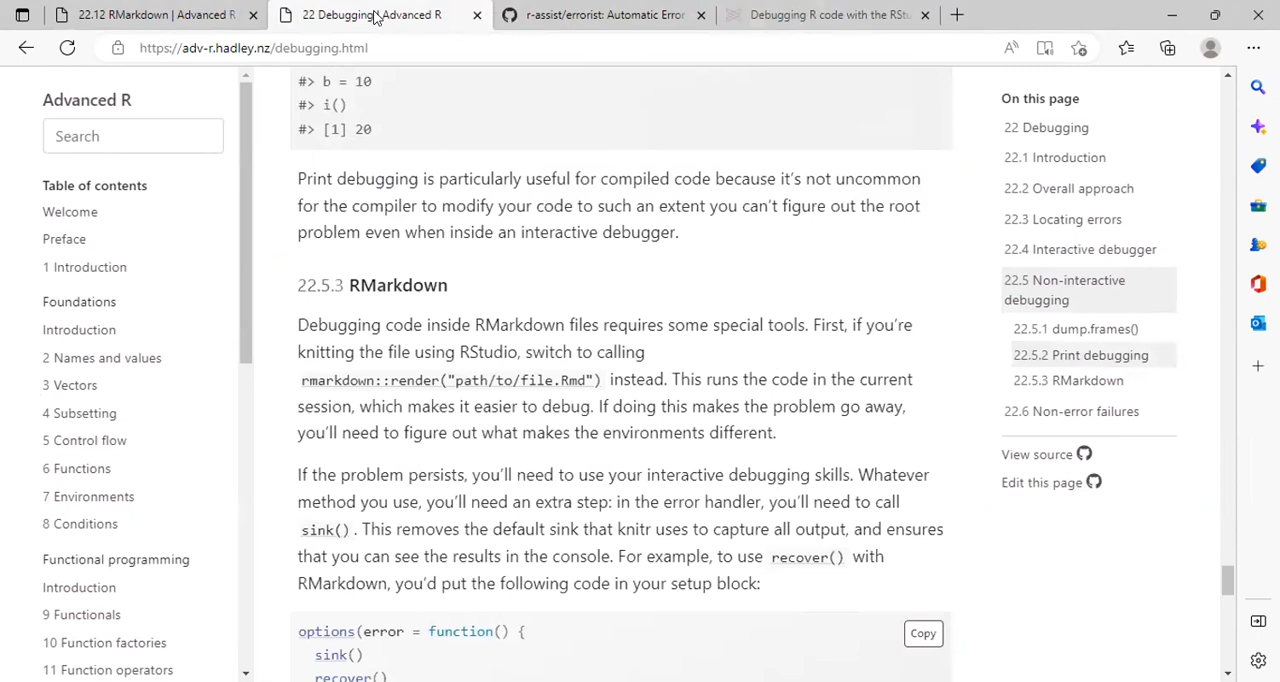 22.12 RMarkdown | Advanced R
22 Debugging | Advanced R
r-assist/errorist: Automatic Error
Debugging R code with the RStu
https://adv-r.hadley.nz/debugging.html
Advanced R
Search
Table of contents
Welcome
Preface
1 Introduction
Foundations
Introduction
2 Names and values
3 Vectors
4 Subsetting
5 Control flow
6 Functions
7 Environments
8 Conditions
Functional programming
Introduction
9 Functionals
10 Function factories
11 Function operators
#> b = 10
#> i()
#> [1] 20
Print debugging is particularly useful for compiled code because it’s not uncommon
for the compiler to modify your code to such an extent you can’t figure out the root
problem even when inside an interactive debugger.
22.5.3 RMarkdown
Debugging code inside RMarkdown files requires some special tools. First, if you’re
knitting the file using RStudio, switch to calling
rmarkdown::render("path/to/file.Rmd") instead. This runs the code in the current
session, which makes it easier to debug. If doing this makes the problem go away,
you’ll need to figure out what makes the environments different.
If the problem persists, you’ll need to use your interactive debugging skills. Whatever
method you use, you’ll need an extra step: in the error handler, you’ll need to call
sink(). This removes the default sink that knitr uses to capture all output, and ensures
that you can see the results in the console. For example, to use recover() with
RMarkdown, you’d put the following code in your setup block:
options(error = function() {
Copy
sink()
recover()
On this page
22 Debugging
22.1 Introduction
22.2 Overall approach
22.3 Locating errors
22.4 Interactive debugger
22.5 Non-interactive
debugging
22.5.1 dump.frames()
22.5.2 Print debugging
22.5.3 RMarkdown
22.6 Non-error failures
View source
Edit this page